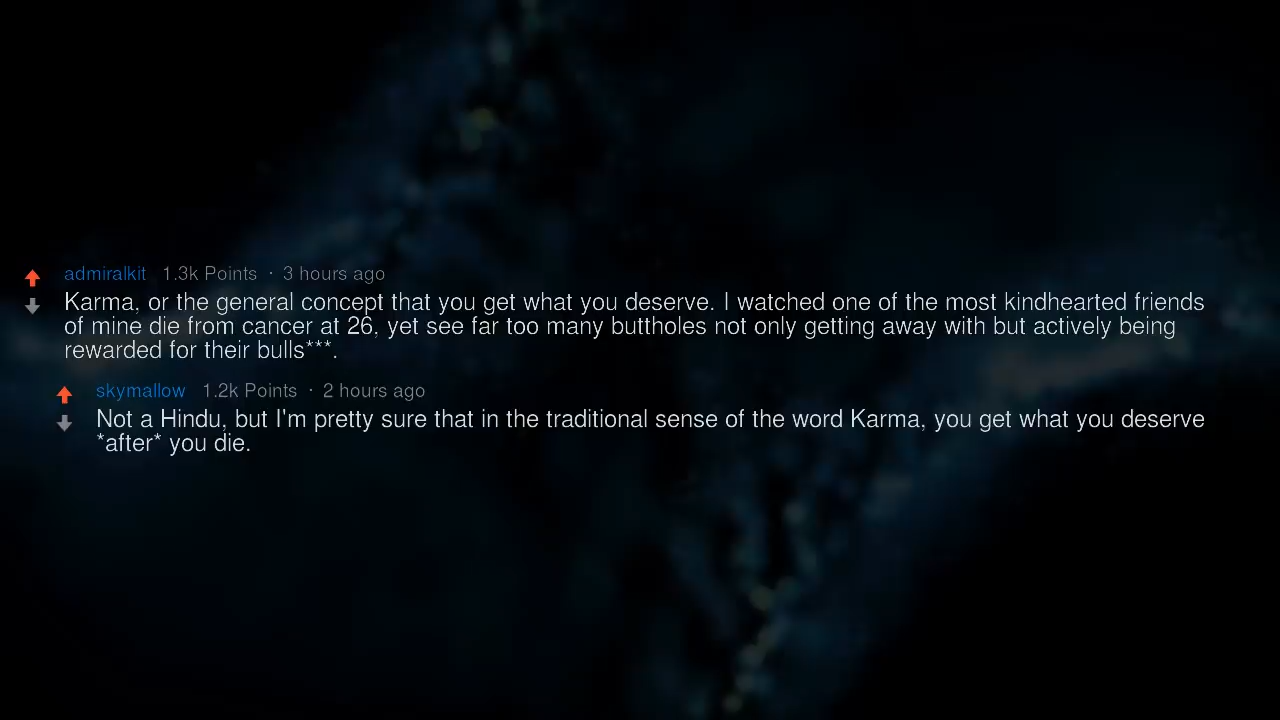 admiralkit 1.3k Points · 3 hours ago
Karma, or the general concept that you get what you deserve. I watched one of the most kindhearted friends
of mine die from cancer at 26, yet see far too many buttholes not only getting away with but actively being
rewarded for their bulls***.
skymallow 1.2k Points · 2 hours ago
Not a Hindu, but I'm pretty sure that in the traditional sense of the word Karma, you get what you deserve
*after* you die.